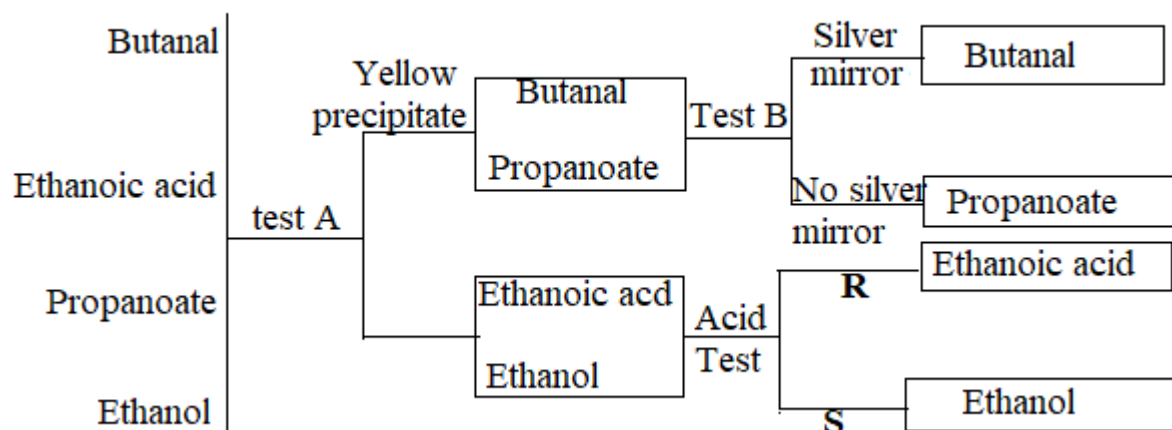 Butanal
Ethanoic acid
Propanoate
Ethanol
test A
Yellow
precipitate
Butanal
Propanoate
Ethanoic acd
Ethanol
Test B
Acid
Test
Silver
mirror
No silver
mirror
R
S
Butanal
Propanoate
Ethanoic acid
Ethanol